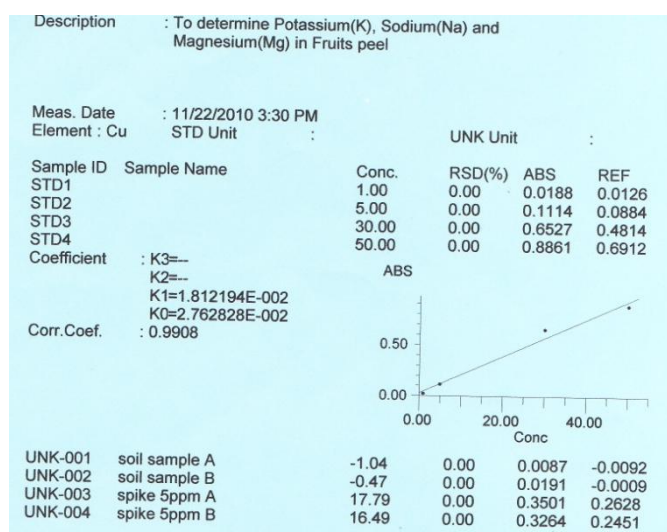 Description : To determine Potassium(K), Sodium(Na) and
Magnesium(Mg) in Fruits peel
Meas. Date : 11/22/2010 3:30 PM
Element : Cu STD Unit : UNK Unit :
Sample ID Sample Name Conc. RSD(%) ABS REF
STD1 1.00 0.00 0.0188 0.0126
STD2 5.00 0.00 0.1114 0.0884
STD3 30.00 0.00 0.6527 0.4814
STD4 50.00 0.00 0.8861 0.6912
Coefficient : K3=--
K2=--
K1=1.812194E-002
K0=2.762828E-002
Corr.Coef. : 0.9908
ABS
0.50
0.00
0.00 20.00 40.00
Conc
UNK-001 soil sample A -1.04 0.00 0.0087 -0.0092
UNK-002 soil sample B -0.47 0.00 0.0191 -0.0009
UNK-003 spike 5ppm A 17.79 0.00 0.3501 0.2628
UNK-004 spike 5ppm B 16.49 0.00 0.3264 0.2451